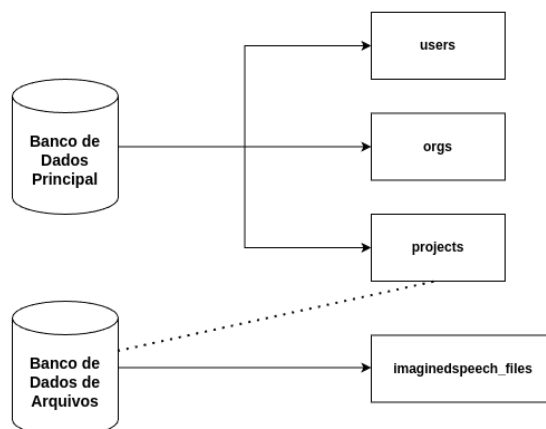 users
Banco de
Dados
Principal
orgs
projects
Banco de
Dados de
Arquivos
imaginedspeech_files